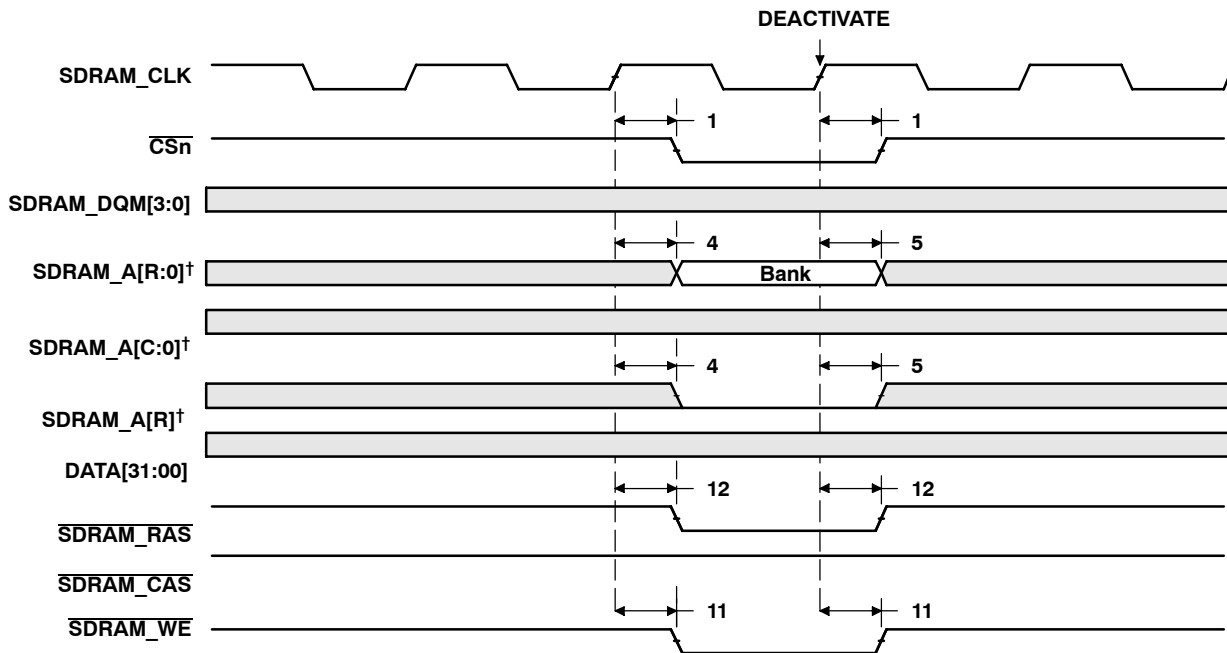 DEACTIVATE
SDRAM_CLK
1 1
CSn
SDRAM_DQM[3:0]
4 5
SDRAM_A[R:0]†
Bank
SDRAM_A[C:0]†
4 5
SDRAM_A[R]†
DATA[31:00]
12 12
SDRAM_RAS
SDRAM_CAS
11 11
SDRAM_WE